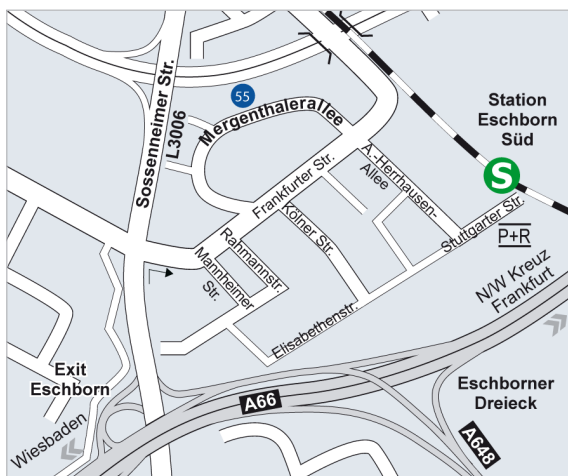 Sossenheimer Str.
L3006
55
Mergenthalerallee
Station
Eschborn
Süd
S
A.-Herrhausen-
Allee
Frankfurter Str.
Stuttgarter Str.
P+R
Kölner Str.
Rahmannstr.
Mannheimer
Str.
N/W Kreuz
Frankfurt
Elisabethenstr.
Exit
Eschborn
A66
Eschborner
Dreieck
Wiesbaden
A648